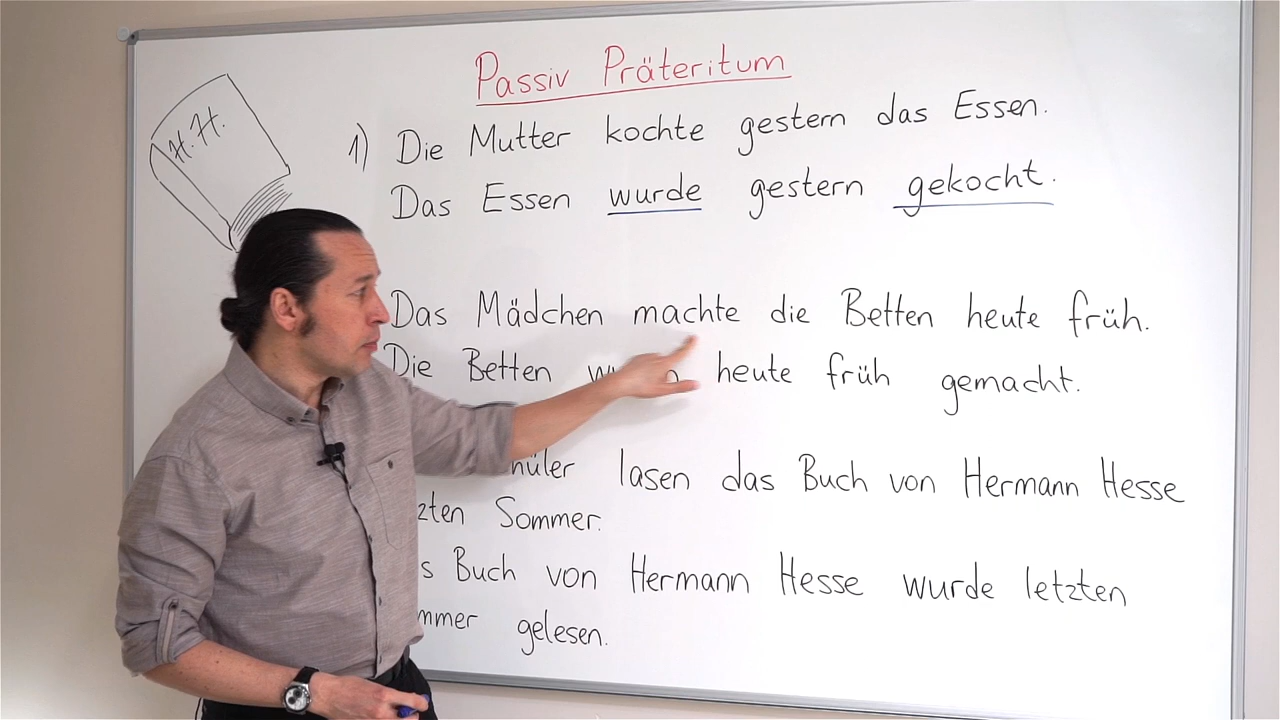 Passiv Präteritum
H. H.
1) Die Mutter kochte gestern das Essen.
Das Essen wurde gestern gekocht.
Das Mädchen machte die Betten heute früh.
Die Betten heute früh gemacht.
lasen das Buch von Hermann Hesse
Sommer.
Buch von Hermann Hesse wurde letzten
gelesen.